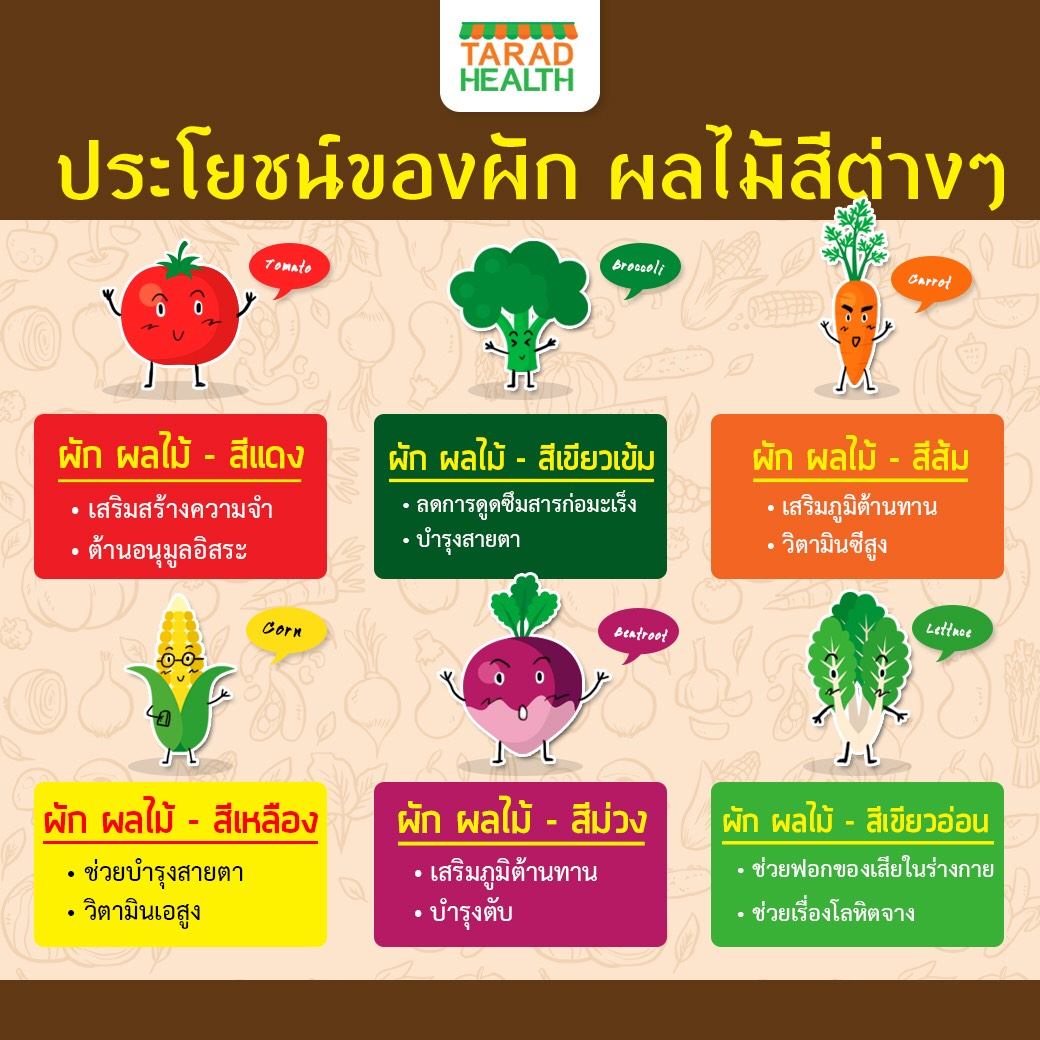 TARAD
HEALTH
ประโยชน์ของผัก ผลไม้สีต่างๆ
Tomato
Broccoli
Carrot
ผัก ผลไม้ - สีแดง
• เสริมสร้างความจำ
• ต้านอนุมูลอิสระ
ผัก ผลไม้ - สีเขียวเข้ม
• ลดการดูดซึมสารก่อมะเร็ง
• บำรุงสายตา
ผัก ผลไม้ - สีส้ม
• เสริมภูมิต้านทาน
• วิตามินซีสูง
Corn
Beatroot
Lettuce
ผัก ผลไม้ - สีเหลือง
• ช่วยบำรุงสายตา
• วิตามินเอสูง
ผัก ผลไม้ - สีม่วง
• เสริมภูมิต้านทาน
• บำรุงตับ
ผัก ผลไม้ - สีเขียวอ่อน
• ช่วยฟอกของเสียในร่างกาย
• ช่วยเรื่องโลหิตจาง